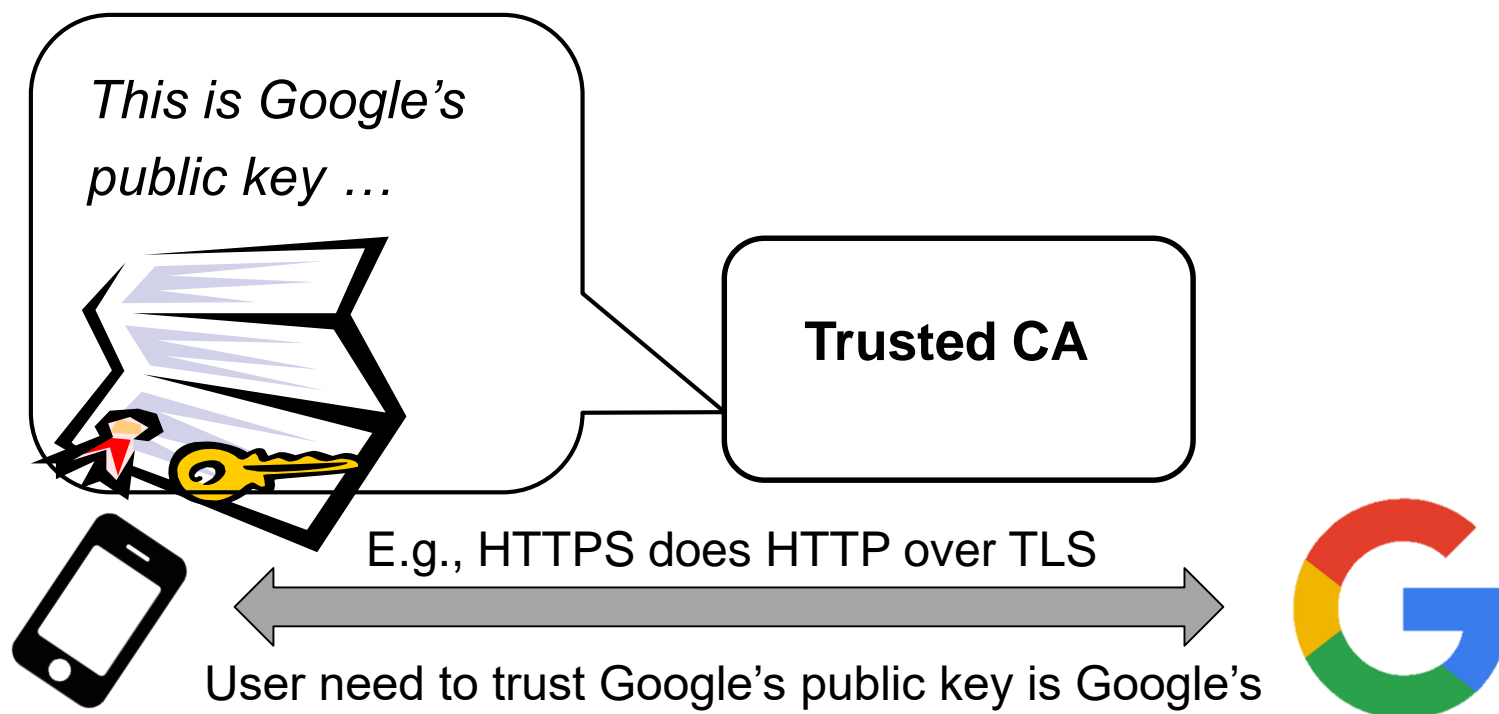 This is Google’s
public key …
Trusted CA
E.g., HTTPS does HTTP over TLS
User need to trust Google’s public key is Google’s